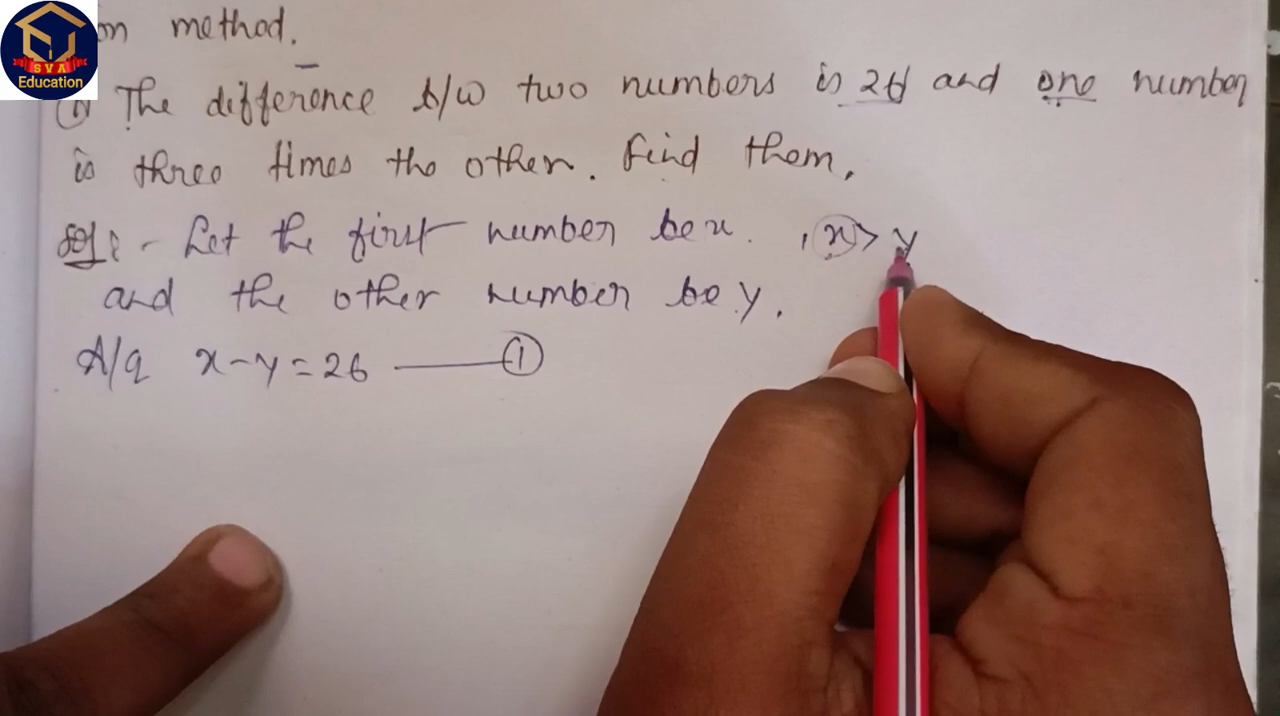 SVA
Education
on method.
(i) The difference b/w two numbers is 26 and one number
is three times the other. Find them.
Sol: - Let the first number be x. , x > y
and the other number be y.
A/q x - y = 26 —— ①